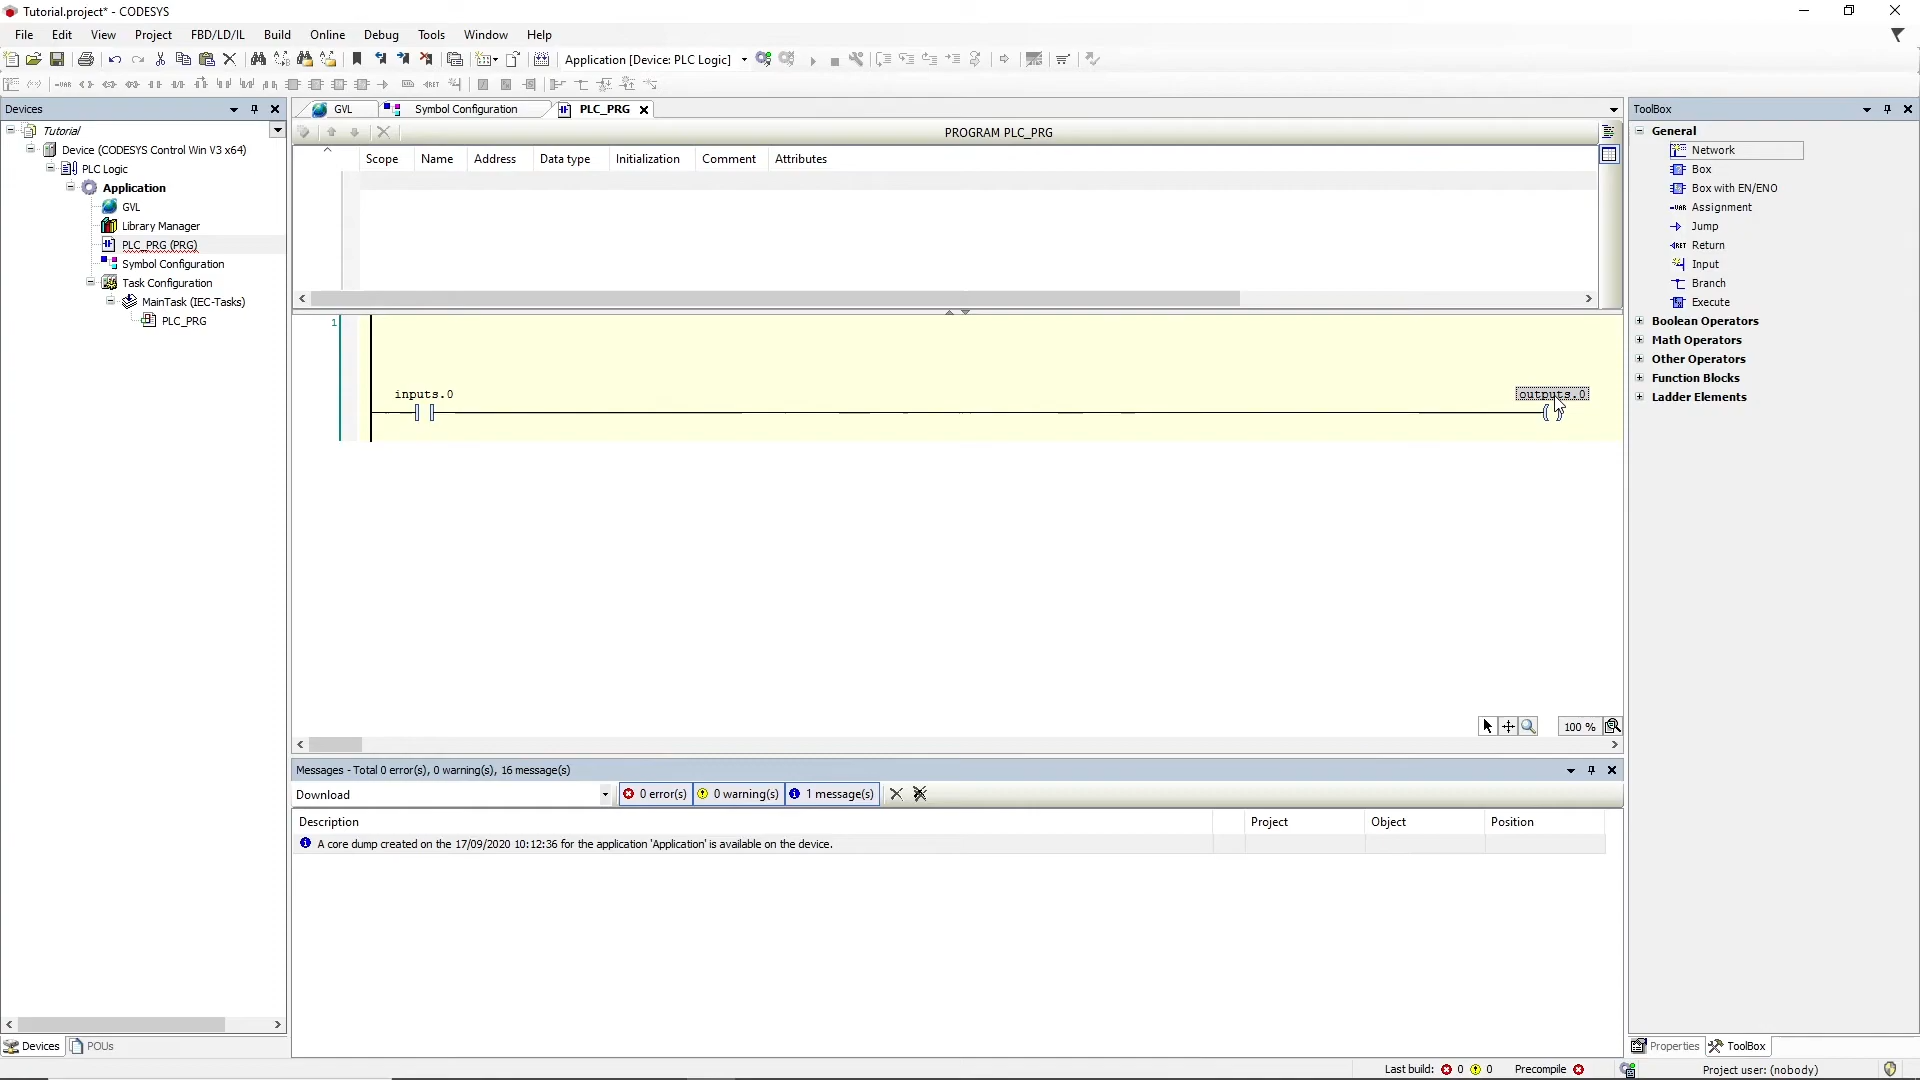 Tutorial.project* - CODESYS
File Edit View Project FBD/LD/IL Build Online Debug Tools Window Help
Application [Device: PLC Logic]
Devices
Tutorial
Device (CODESYS Control Win V3 x64)
PLC Logic
Application
GVL
Library Manager
PLC_PRG (PRG)
Symbol Configuration
Task Configuration
MainTask (IEC-Tasks)
PLC_PRG
Devices POUs
GVL Symbol Configuration PLC_PRG
PROGRAM PLC_PRG
Scope Name Address Data type Initialization Comment Attributes
1
inputs.0 outputs.0
100 %
Messages - Total 0 error(s), 0 warning(s), 16 message(s)
Download 0 error(s) 0 warning(s) 1 message(s)
Description Project Object Position
A core dump created on the 17/09/2020 10:12:36 for the application 'Application' is available on the device.
ToolBox
General
Network
Box
Box with EN/ENO
Assignment
Jump
Return
Input
Branch
Execute
Boolean Operators
Math Operators
Other Operators
Function Blocks
Ladder Elements
Properties ToolBox
Last build: 0 0 Precompile Project user: (nobody)